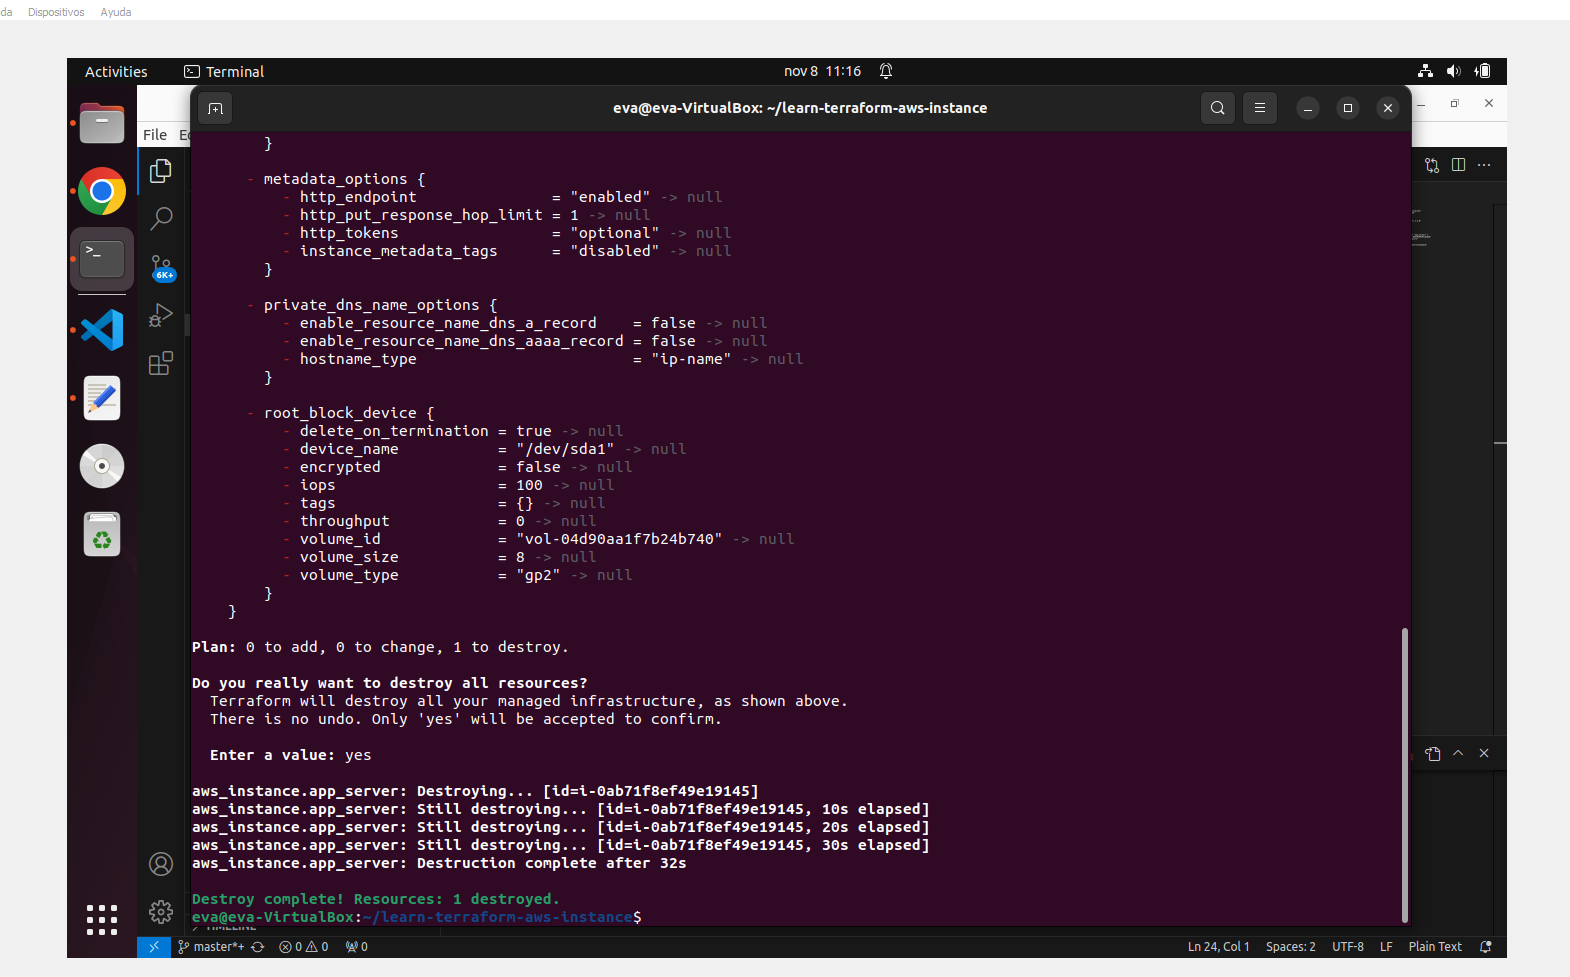 da Dispositivos Ayuda
Activities Terminal nov 8 11:16
eva@eva-VirtualBox: ~/learn-terraform-aws-instance
File
}
- metadata_options {
- http_endpoint = "enabled" -> null
- http_put_response_hop_limit = 1 -> null
- http_tokens = "optional" -> null
- instance_metadata_tags = "disabled" -> null
}
- private_dns_name_options {
- enable_resource_name_dns_a_record = false -> null
- enable_resource_name_dns_aaaa_record = false -> null
- hostname_type = "ip-name" -> null
}
- root_block_device {
- delete_on_termination = true -> null
- device_name = "/dev/sda1" -> null
- encrypted = false -> null
- iops = 100 -> null
- tags = {} -> null
- throughput = 0 -> null
- volume_id = "vol-04d90aa1f7b24b740" -> null
- volume_size = 8 -> null
- volume_type = "gp2" -> null
}
}
Plan: 0 to add, 0 to change, 1 to destroy.
Do you really want to destroy all resources?
Terraform will destroy all your managed infrastructure, as shown above.
There is no undo. Only 'yes' will be accepted to confirm.
Enter a value: yes
aws_instance.app_server: Destroying... [id=i-0ab71f8ef49e19145]
aws_instance.app_server: Still destroying... [id=i-0ab71f8ef49e19145, 10s elapsed]
aws_instance.app_server: Still destroying... [id=i-0ab71f8ef49e19145, 20s elapsed]
aws_instance.app_server: Still destroying... [id=i-0ab71f8ef49e19145, 30s elapsed]
aws_instance.app_server: Destruction complete after 32s
Destroy complete! Resources: 1 destroyed.
eva@eva-VirtualBox:~/learn-terraform-aws-instance$
6K+
TIMELINE
master*+ 0 0 0 Ln 24, Col 1 Spaces: 2 UTF-8 LF Plain Text